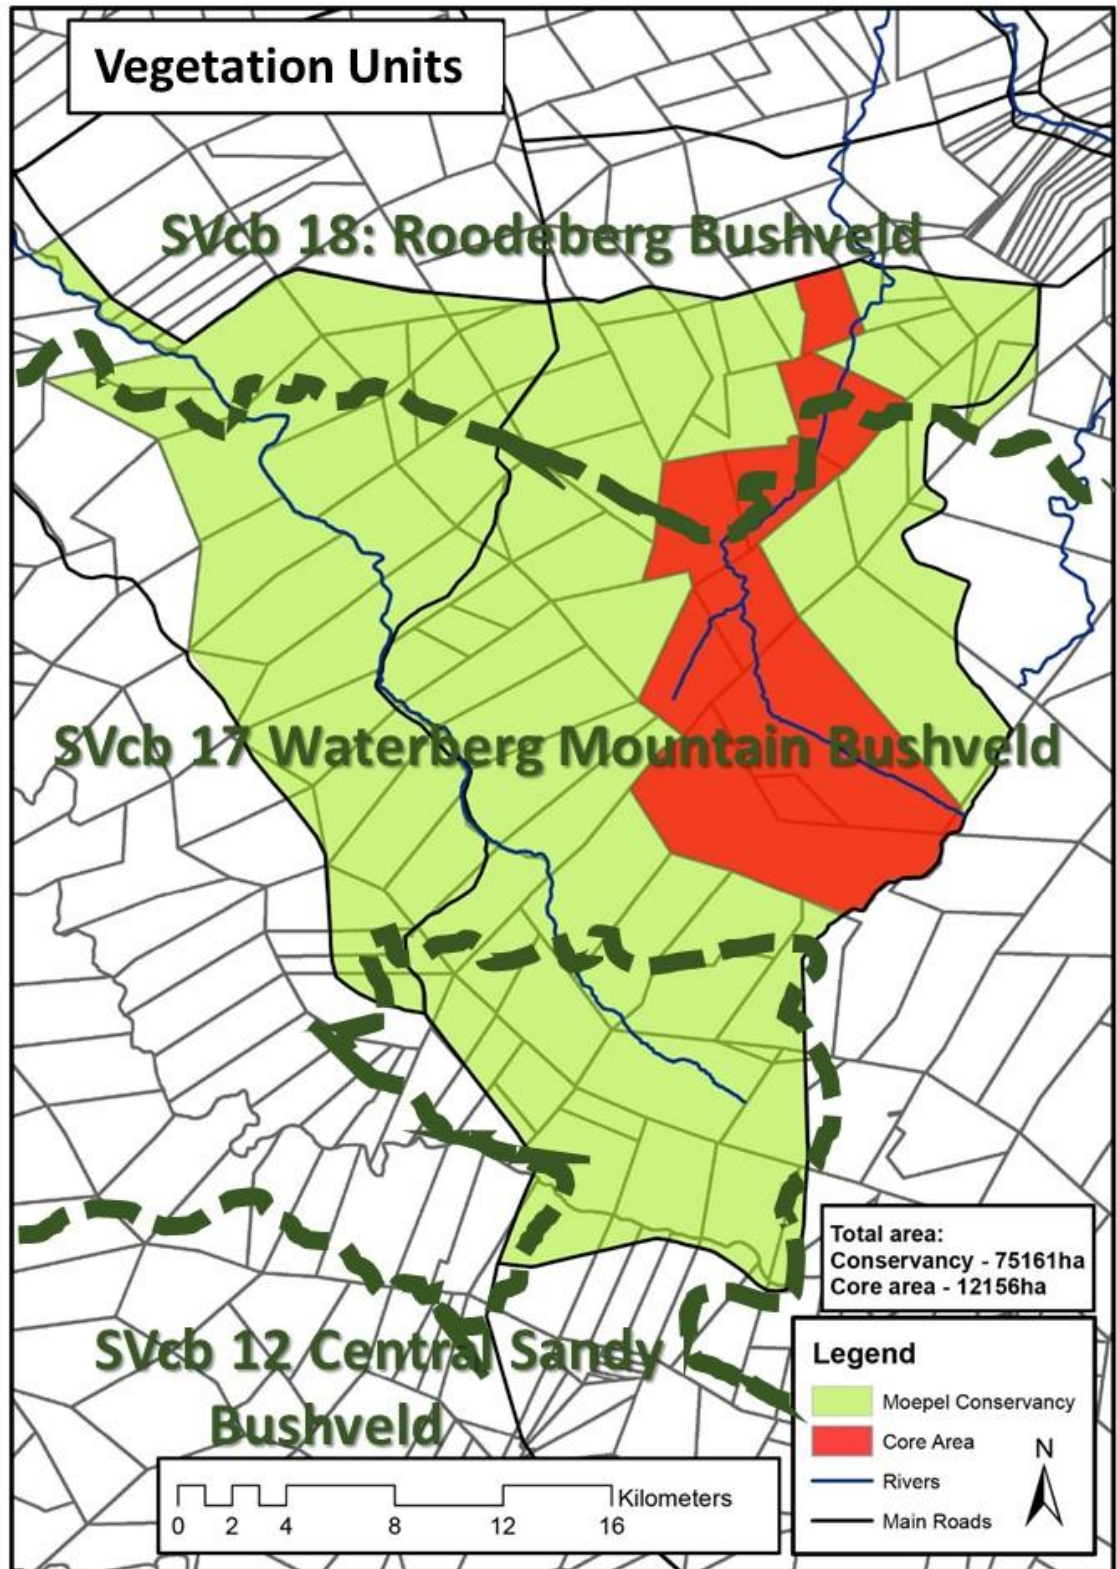 Vegetation Units
SVcb 18: Roodeberg Bushveld
SVcb 17 Waterberg Mountain Bushveld
SVcb 12 Central Sandy
Bushveld
Total area:
Conservancy - 75161ha
Core area - 12156ha
Legend
Moepel Conservancy
Core Area
Rivers
Main Roads
N
Kilometers
0 2 4 8 12 16